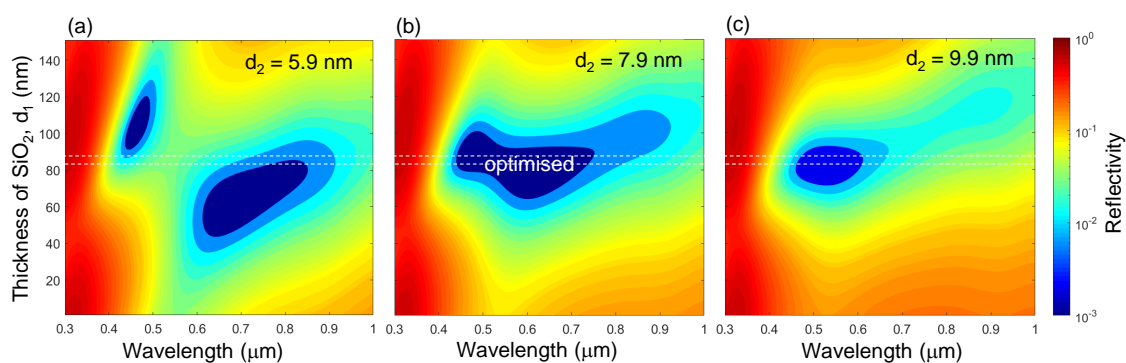 (a) (b) (c)
d₂ = 5.9 nm d₂ = 7.9 nm d₂ = 9.9 nm
Thickness of SiO₂, d₁ (nm)
140
120
100
80
60
40
20
optimised
0.3 0.4 0.5 0.6 0.7 0.8 0.9 1
0.3 0.4 0.5 0.6 0.7 0.8 0.9 1
0.3 0.4 0.5 0.6 0.7 0.8 0.9 1
Wavelength (μm) Wavelength (μm) Wavelength (μm)
10⁰
10⁻¹
10⁻²
10⁻³
Reflectivity